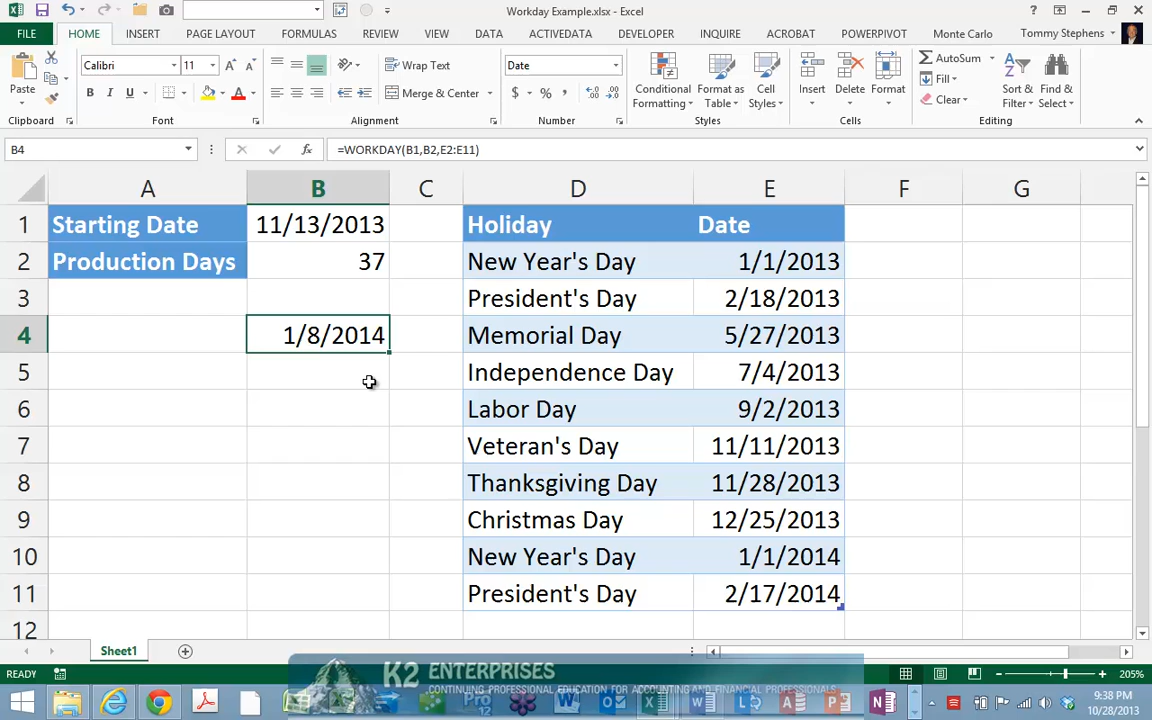 Workday Example.xlsx - Excel
FILE HOME INSERT PAGE LAYOUT FORMULAS REVIEW VIEW DATA ACTIVEDATA DEVELOPER INQUIRE ACROBAT POWERPIVOT Monte Carlo Tommy Stephens
Paste Calibri 11 Wrap Text Date Conditional Formatting Format as Table Cell Styles Insert Delete Format AutoSum Sort & Filter Find & Select
B I U A Merge & Center $ % , Fill
Clear
Clipboard Font Alignment Number Styles Cells Editing
B4 fx =WORKDAY(B1,B2,E2:E11)
A B C D E F G
1 Starting Date 11/13/2013 Holiday Date
2 Production Days 37 New Year's Day 1/1/2013
3 President's Day 2/18/2013
4 1/8/2014 Memorial Day 5/27/2013
5 Independence Day 7/4/2013
6 Labor Day 9/2/2013
7 Veteran's Day 11/11/2013
8 Thanksgiving Day 11/28/2013
9 Christmas Day 12/25/2013
10 New Year's Day 1/1/2014
11 President's Day 2/17/2014
12
Sheet1
READY 205%
K2 ENTERPRISES
CONTINUING PROFESSIONAL EDUCATION FOR ACCOUNTING AND FINANCIAL PROFESSIONALS
9:38 PM
10/28/2013